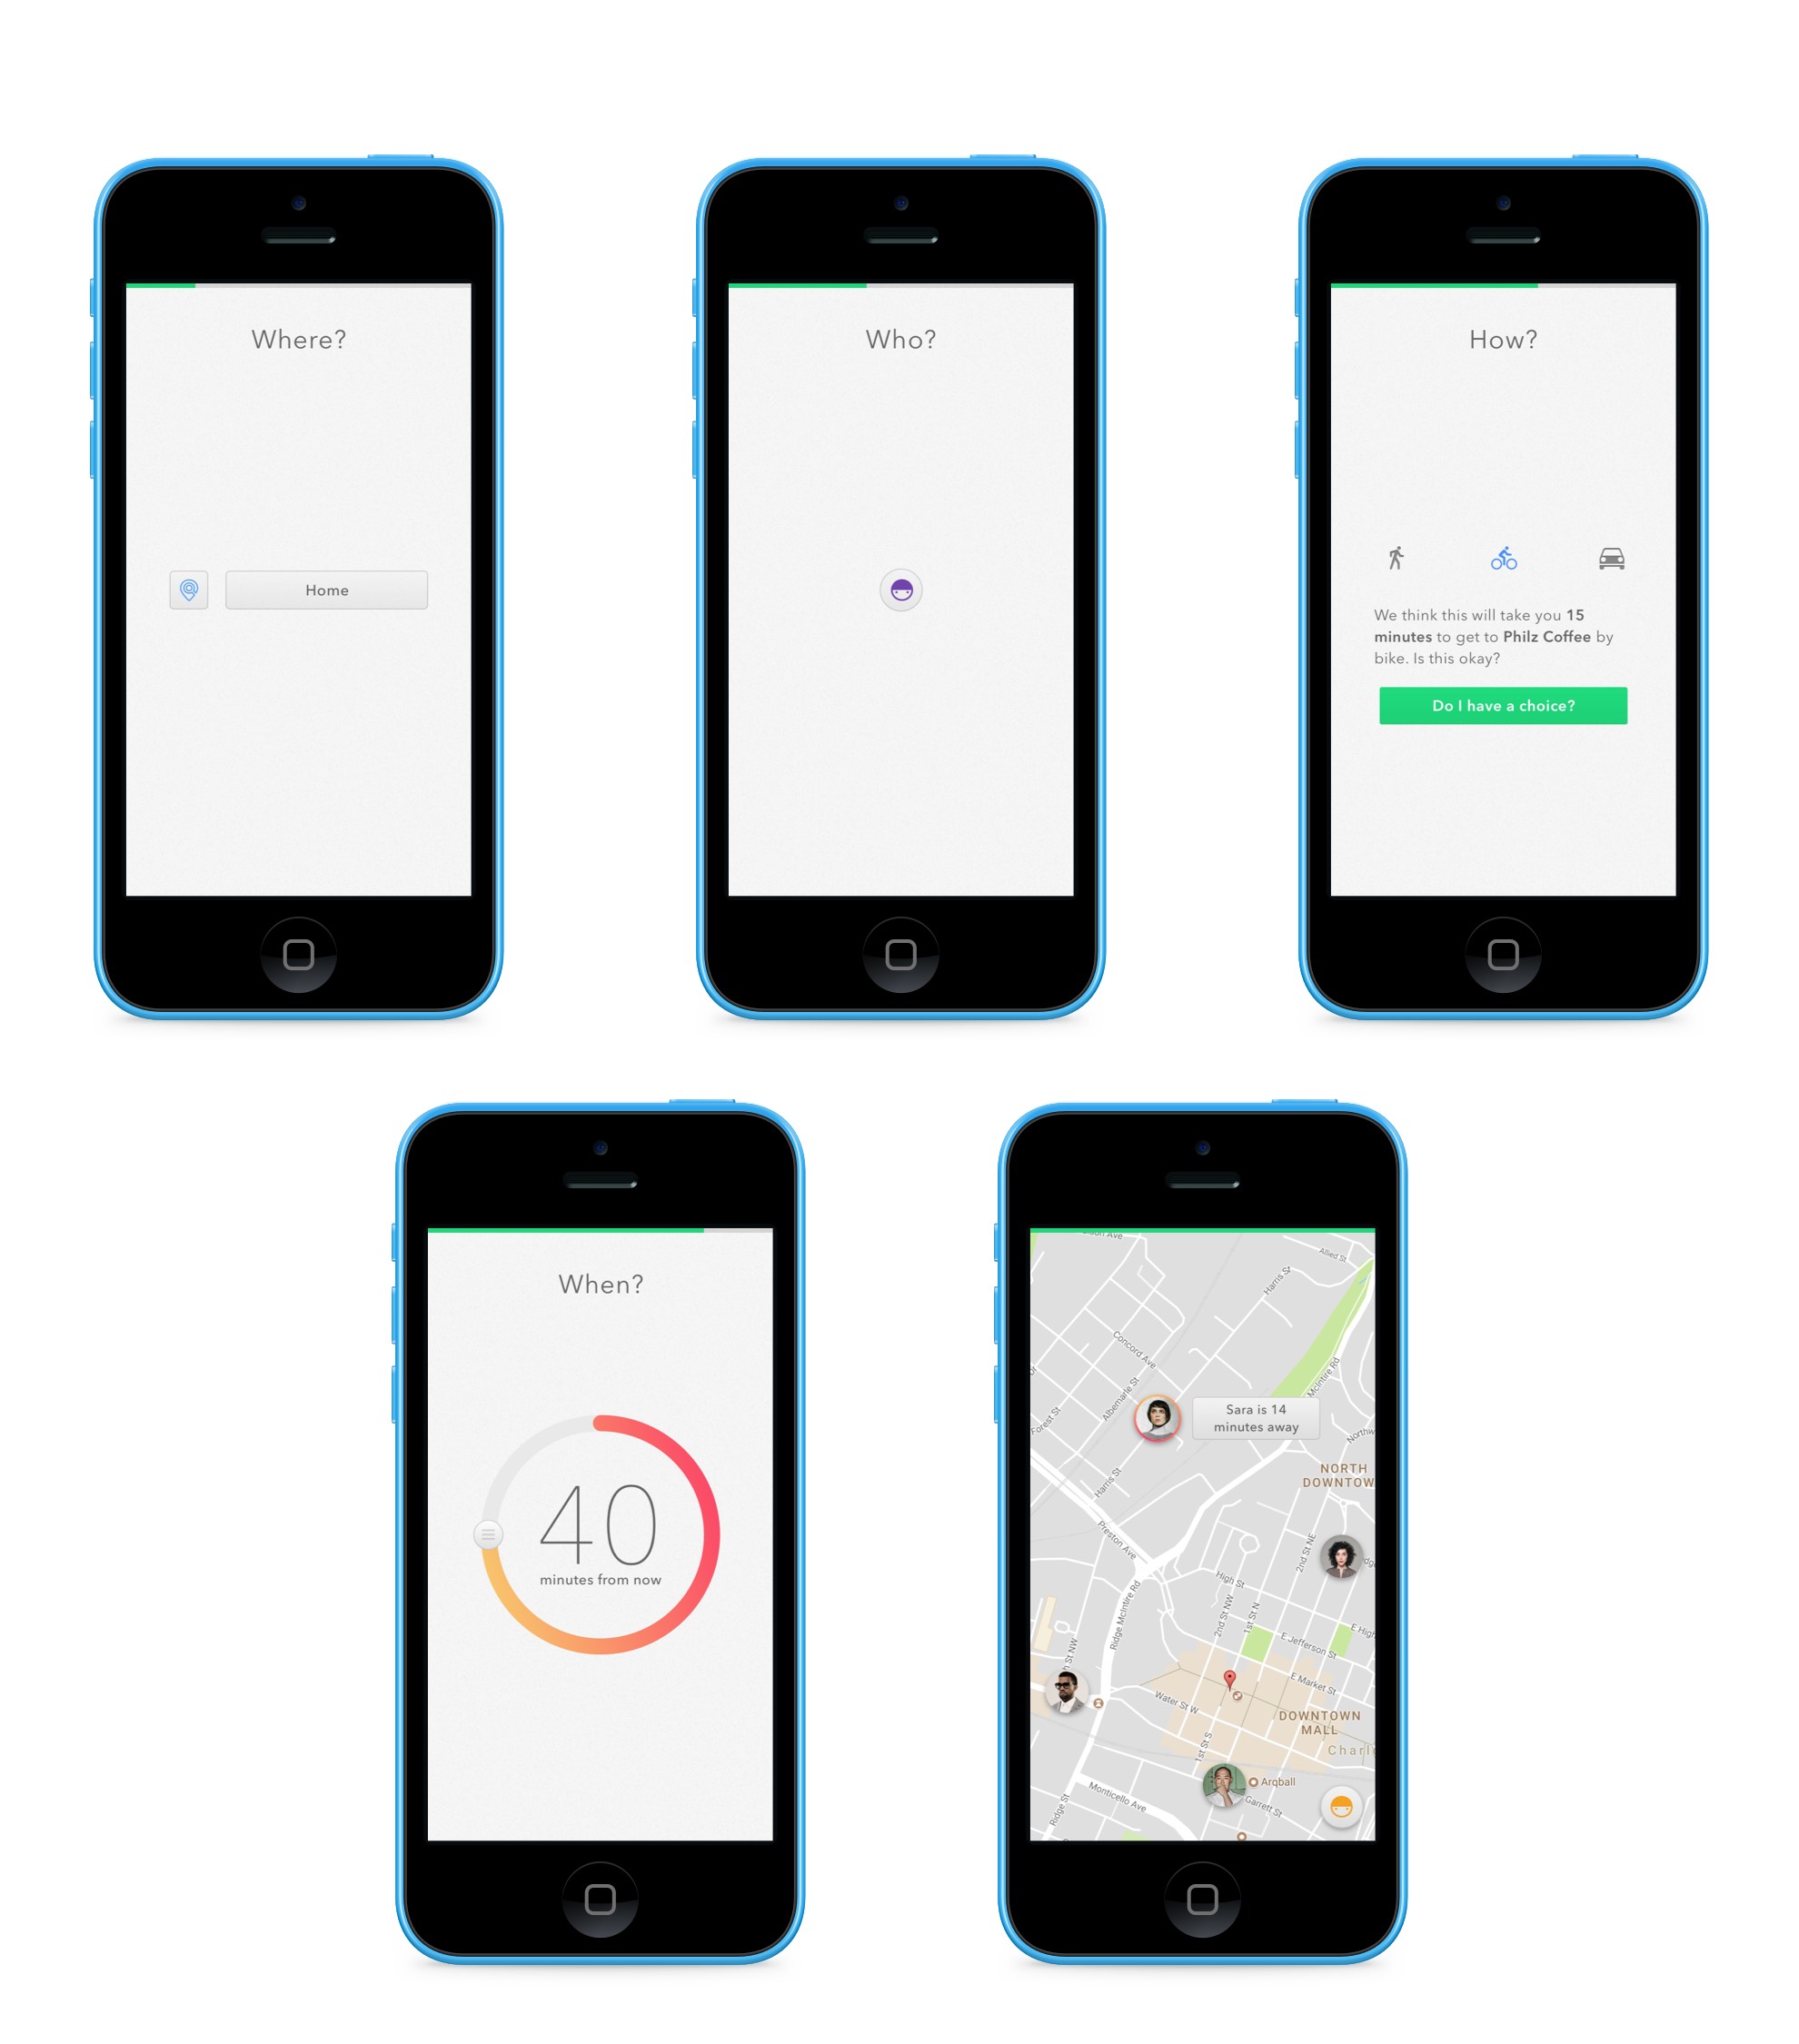 Where?
Home
Who?
How?
We think this will take you 15
minutes to get to Philz Coffee by
bike. Is this okay?
Do I have a choice?
When?
40
minutes from now
Allied St
Harris St
Concord Ave
McIntire Rd
Albemarle St
Forest St
Sara is 14
minutes away
NORTH
DOWNTOW
Harris St
Preston Ave
2nd St NE
High St
Ridge McIntire Rd
2nd St NW
1st St N
E Jefferson St
E High
E Market St
Water St W
DOWNTOWN
MALL
1st St S
Charl
Arqball
Monticello Ave
Garrett St
Ridge St